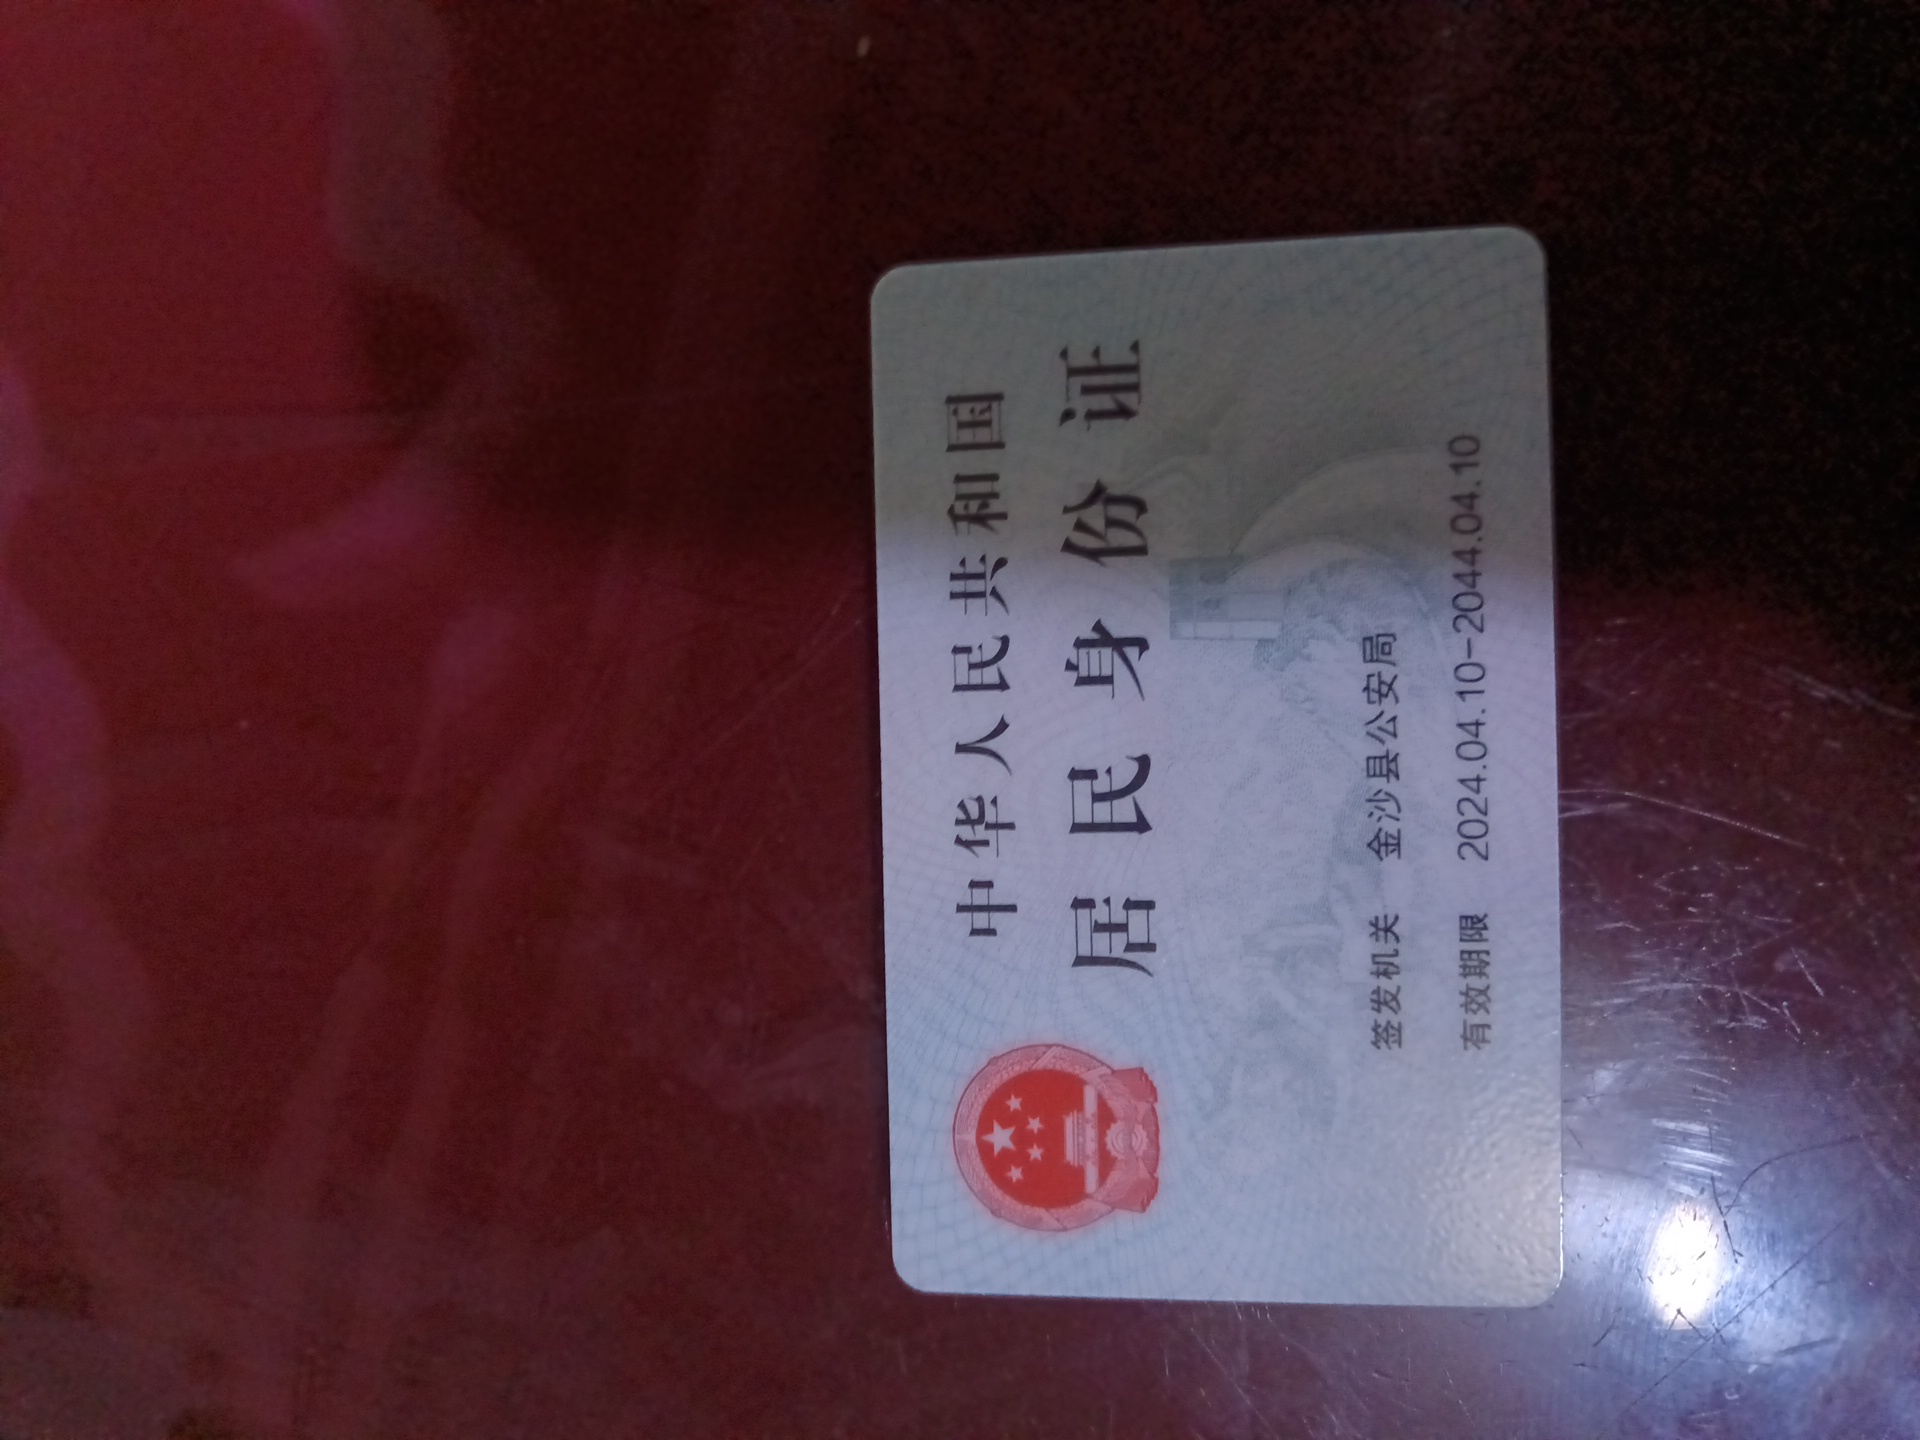 中华人民共和国
居民身份证
签发机关 金沙县公安局
有效期限 2024.04.10-2044.04.10